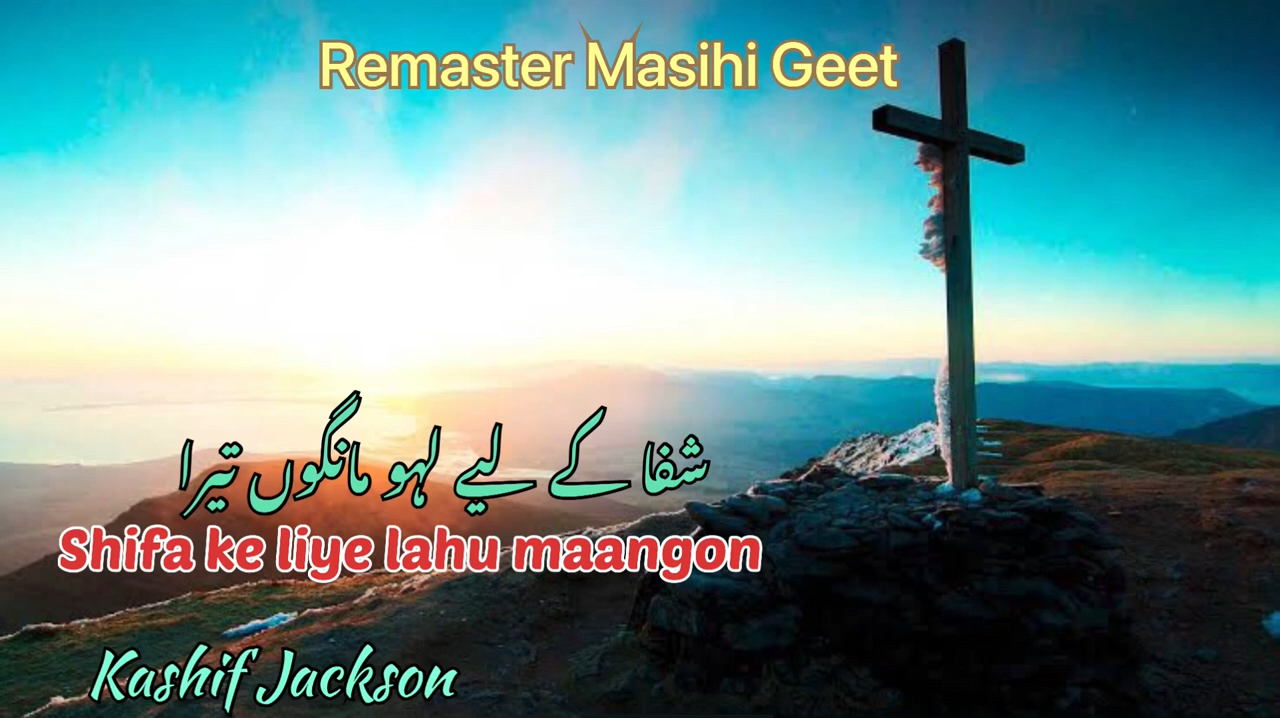 Remaster Masihi Geet
شفا کے لیے لہو مانگوں تیرا
Shifa ke liye lahu maangon
Kashif Jackson